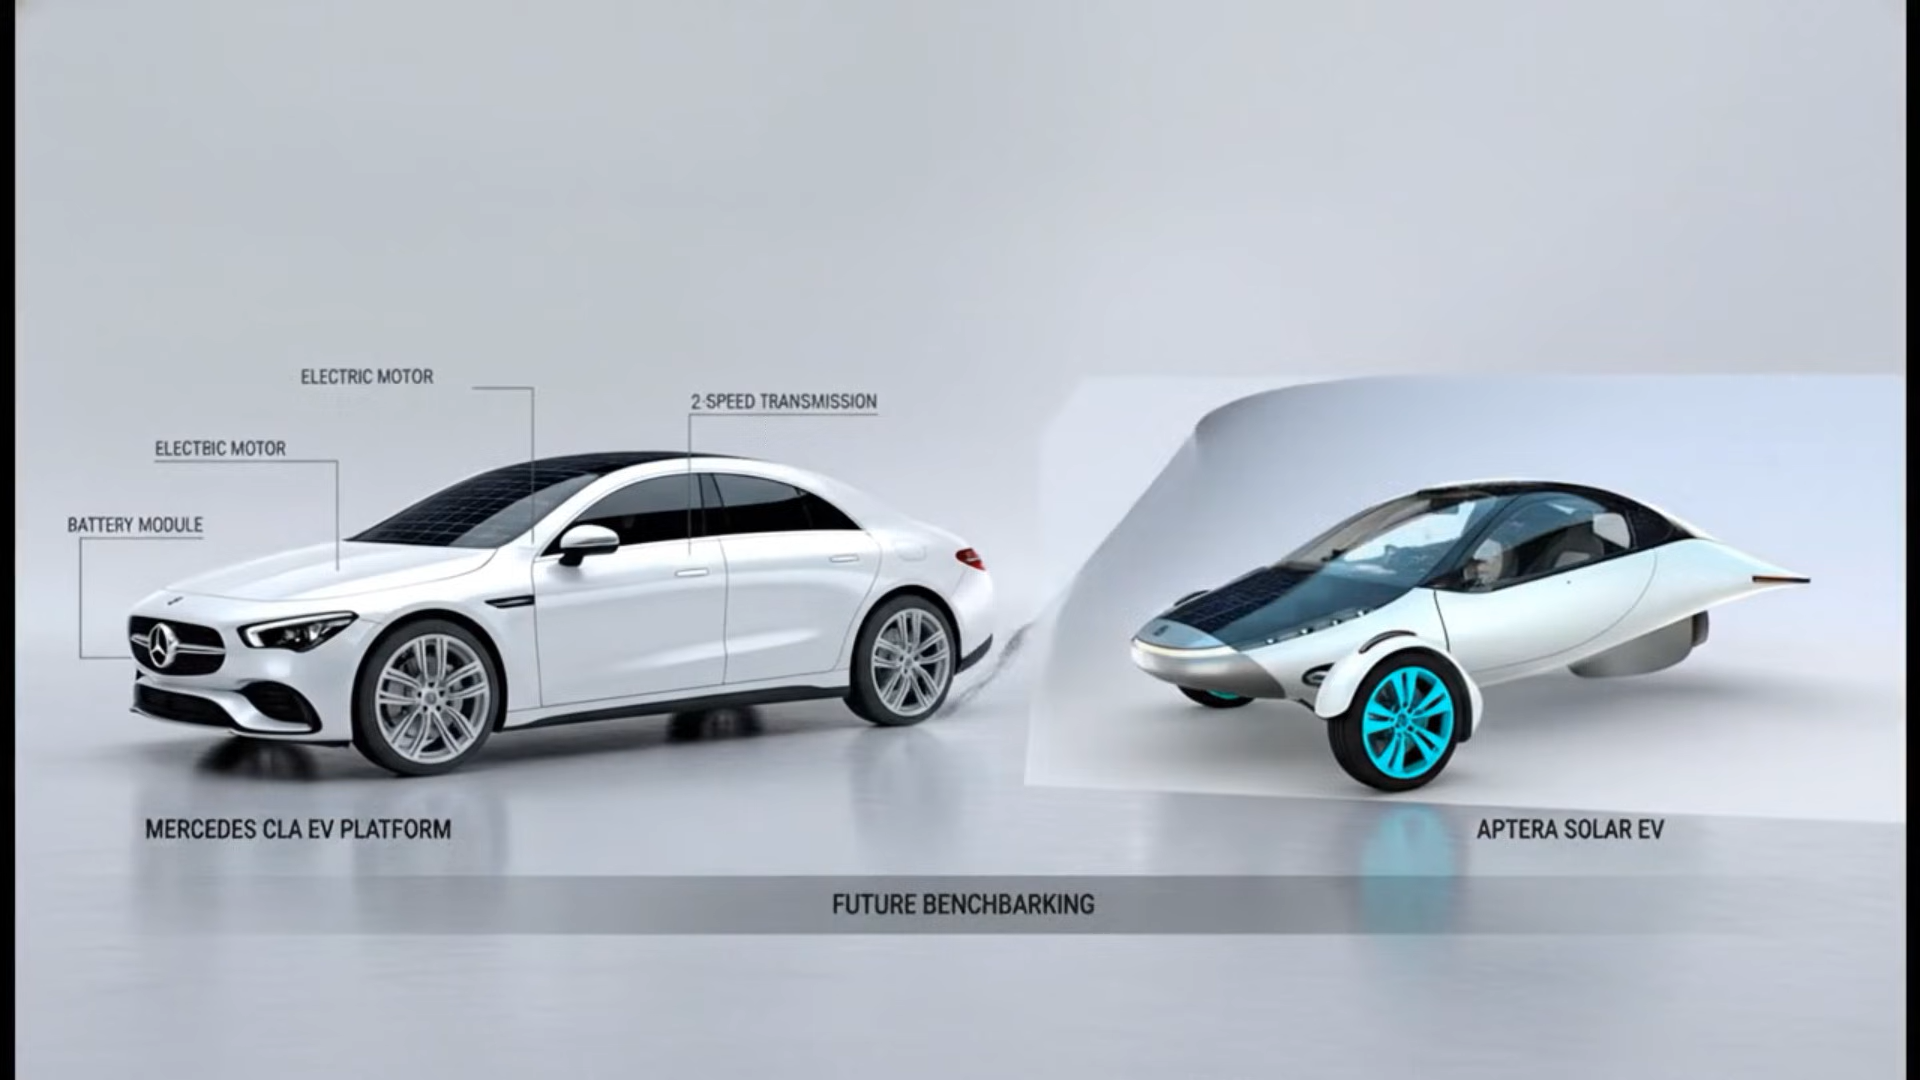 ELECTRIC MOTOR
2-SPEED TRANSMISSION
ELECTBIC MOTOR
BATTERY MODULE
MERCEDES CLA EV PLATFORM
APTERA SOLAR EV
FUTURE BENCHBARKING